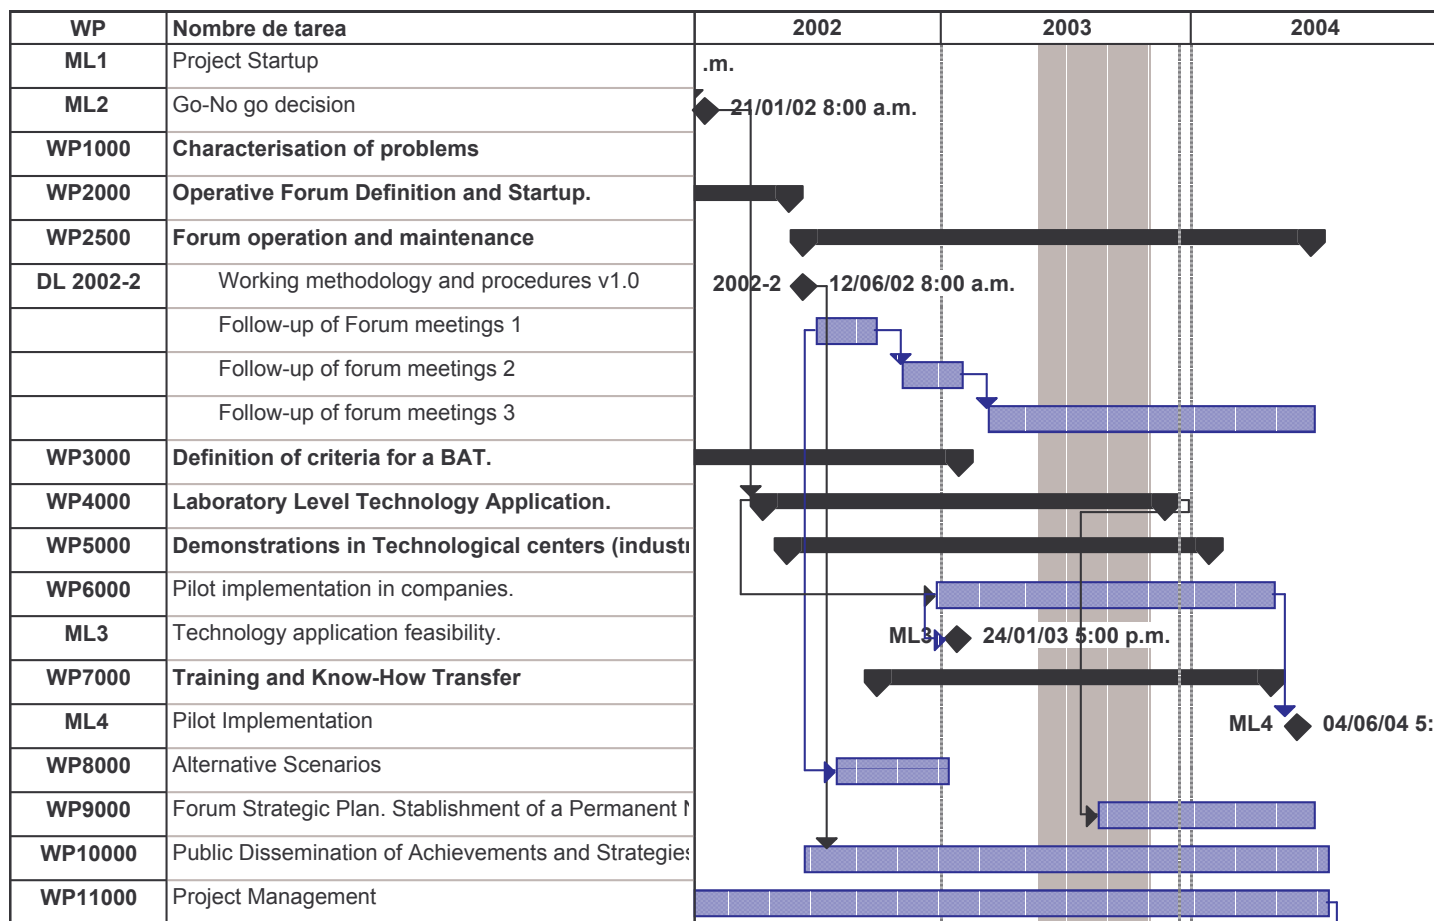 WP Nombre de tarea 2002 2003 2004
ML1 Project Startup .m.
ML2 Go-No go decision 21/01/02 8:00 a.m.
WP1000 Characterisation of problems
WP2000 Operative Forum Definition and Startup.
WP2500 Forum operation and maintenance
DL 2002-2 Working methodology and procedures v1.0 2002-2 12/06/02 8:00 a.m.
Follow-up of Forum meetings 1
Follow-up of forum meetings 2
Follow-up of forum meetings 3
WP3000 Definition of criteria for a BAT.
WP4000 Laboratory Level Technology Application.
WP5000 Demonstrations in Technological centers (industr
WP6000 Pilot implementation in companies.
ML3 Technology application feasibility. ML3 24/01/03 5:00 p.m.
WP7000 Training and Know-How Transfer
ML4 Pilot Implementation ML4 04/06/04 5:
WP8000 Alternative Scenarios
WP9000 Forum Strategic Plan. Stablishment of a Permanent N
WP10000 Public Dissemination of Achievements and Strategies
WP11000 Project Management